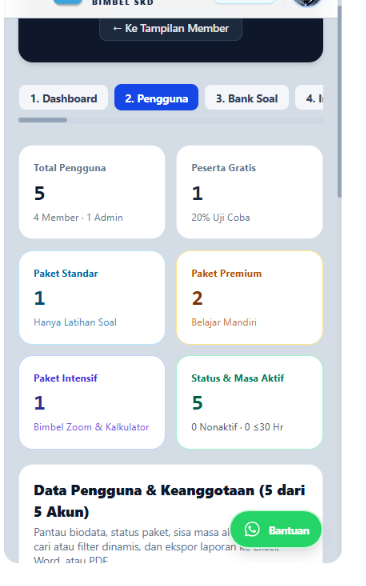 BIMBEL SKD
← Ke Tampilan Member
1. Dashboard
2. Pengguna
3. Bank Soal
4. I
Total Pengguna
5
4 Member · 1 Admin
Peserta Gratis
1
20% Uji Coba
Paket Standar
1
Hanya Latihan Soal
Paket Premium
2
Belajar Mandiri
Paket Intensif
1
Bimbel Zoom & Kalkulator
Status & Masa Aktif
5
0 Nonaktif · 0 ≤30 Hr
Data Pengguna & Keanggotaan (5 dari
5 Akun)
Pantau biodata, status paket, sisa masa
cari atau filter dinamis, dan ekspor laporan ke Excel,
Word, atau PDF
Bantuan